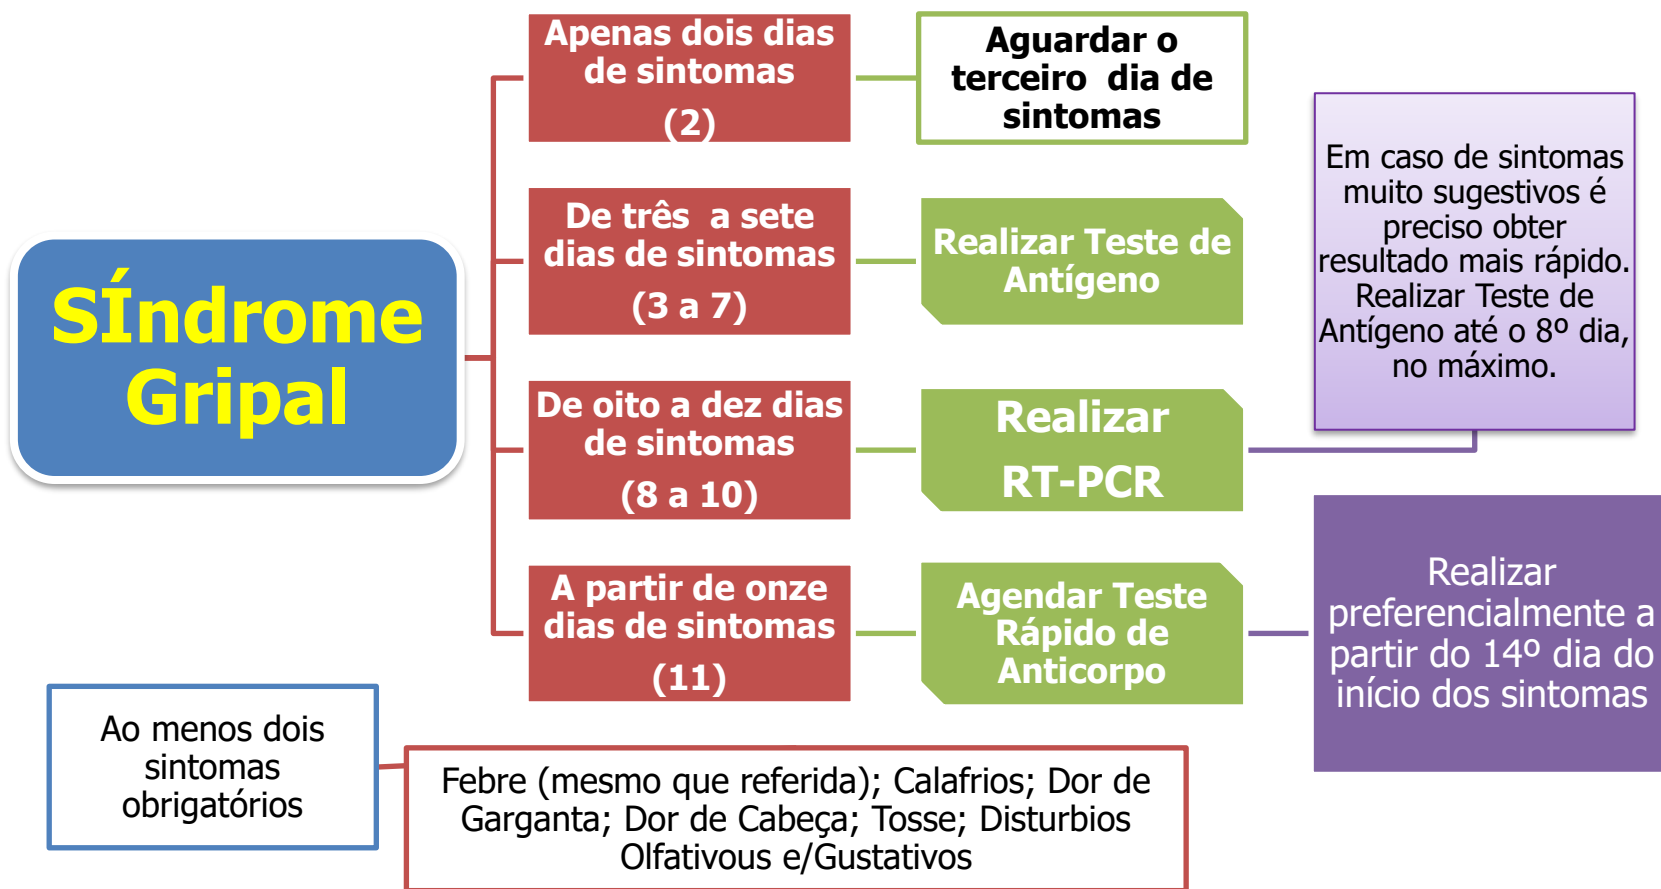 SÍndrome
Gripal
Apenas dois dias
de sintomas
(2)
Aguardar o
terceiro dia de
sintomas
De três a sete
dias de sintomas
(3 a 7)
Realizar Teste de
Antígeno
De oito a dez dias
de sintomas
(8 a 10)
Realizar
RT-PCR
Em caso de sintomas
muito sugestivos é
preciso obter
resultado mais rápido.
Realizar Teste de
Antígeno até o 8º dia,
no máximo.
A partir de onze
dias de sintomas
(11)
Agendar Teste
Rápido de
Anticorpo
Realizar
preferencialmente a
partir do 14º dia do
início dos sintomas
Ao menos dois
sintomas
obrigatórios
Febre (mesmo que referida); Calafrios; Dor de
Garganta; Dor de Cabeça; Tosse; Disturbios
Olfativous e/Gustativos